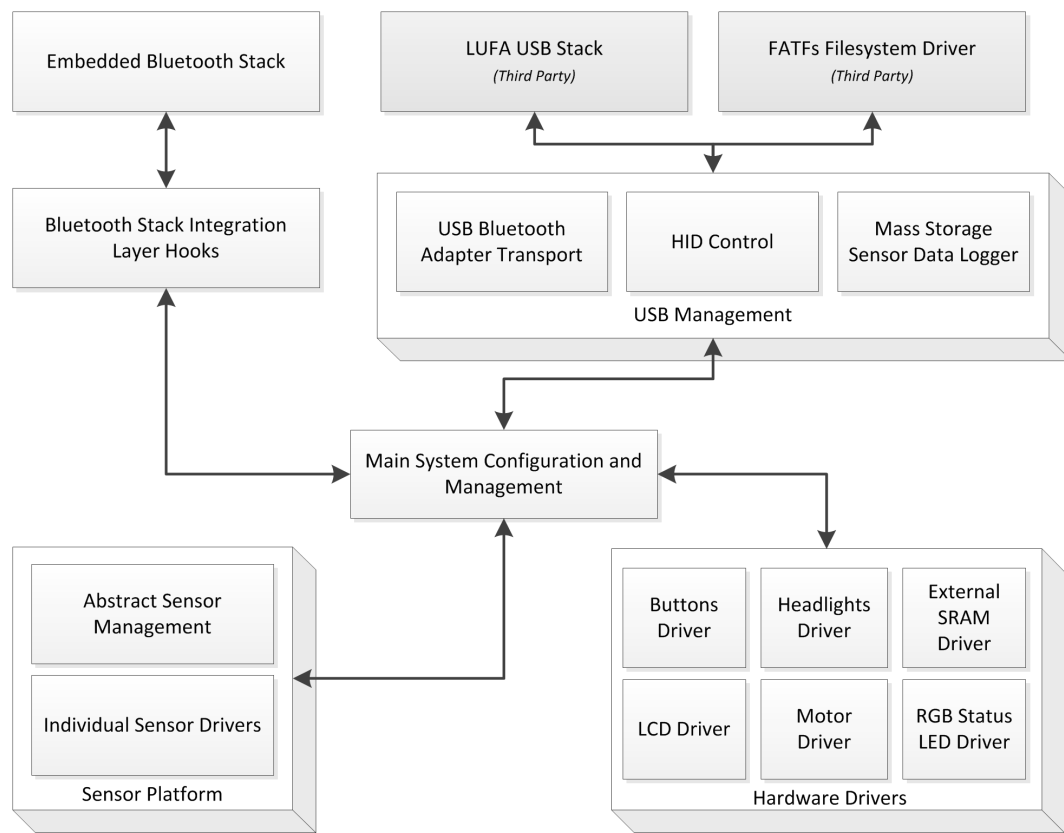 Embedded Bluetooth Stack
LUFA USB Stack
(Third Party)
FATFs Filesystem Driver
(Third Party)
Bluetooth Stack Integration
Layer Hooks
USB Bluetooth
Adapter Transport
HID Control
Mass Storage
Sensor Data Logger
USB Management
Main System Configuration and
Management
Abstract Sensor
Management
Individual Sensor Drivers
Sensor Platform
Buttons
Driver
Headlights
Driver
External
SRAM
Driver
LCD Driver
Motor
Driver
RGB Status
LED Driver
Hardware Drivers